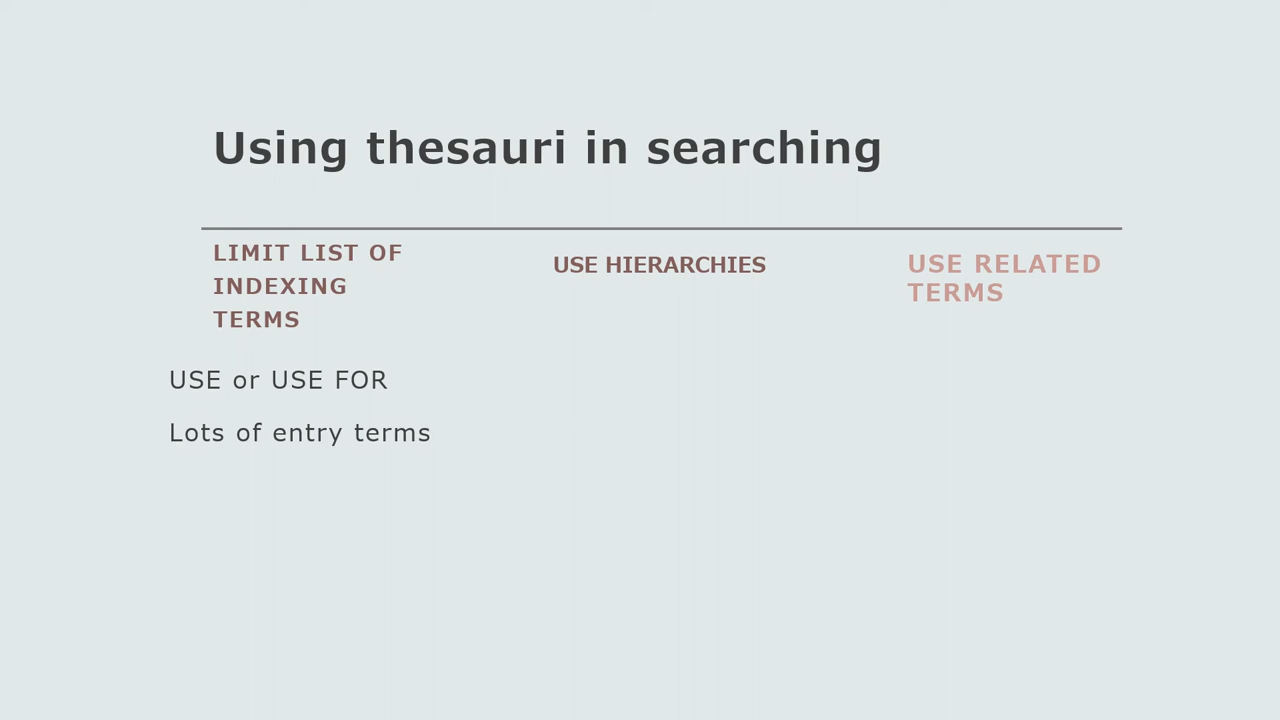 Using thesauri in searching
LIMIT LIST OF
INDEXING
TERMS
USE HIERARCHIES
USE RELATED
TERMS
USE or USE FOR
Lots of entry terms